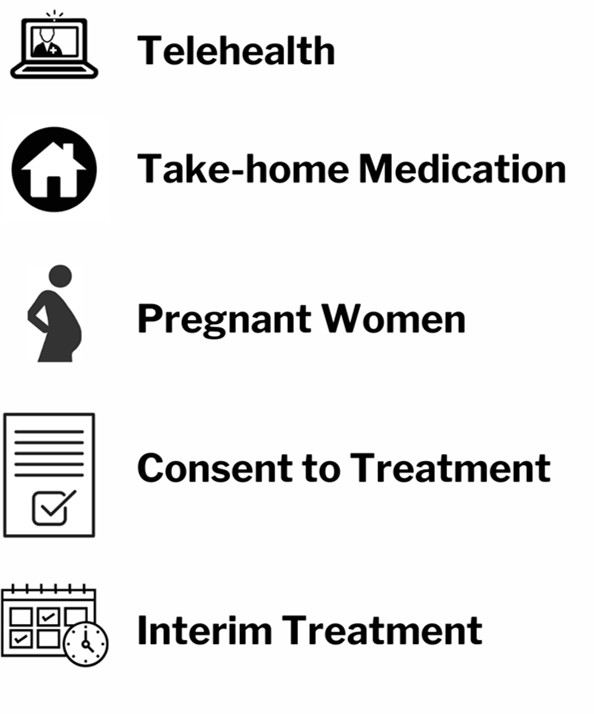 Telehealth
Take-home Medication
Pregnant Women
Consent to Treatment
Interim Treatment